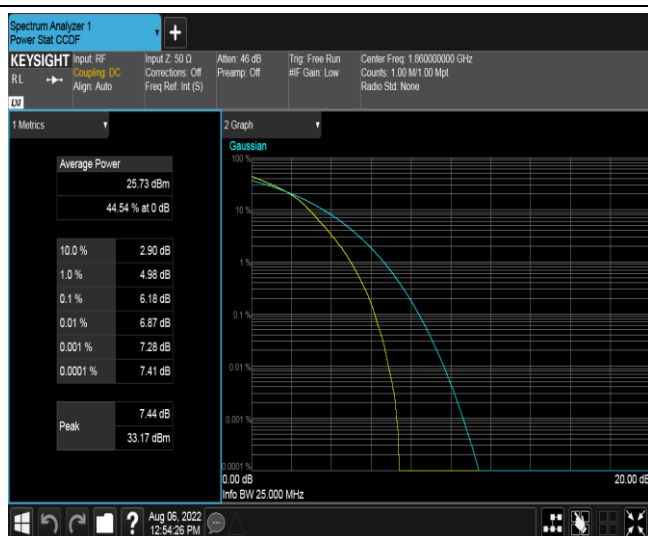 Spectrum Analyzer 1
Power Stat CCDF
+
KEYSIGHT Input: RF Input Z: 50 Ω Atten: 46 dB Trig: Free Run Center Freq: 1.860000000 GHz
RL Coupling: DC Corrections: Off Preamp: Off #IF Gain: Low Counts: 1.00 M/1.00 Mpt
Align: Auto Freq Ref: Int (S) Radio Std: None
LXI
1 Metrics
Average Power
25.73 dBm
44.54 % at 0 dB
10.0 % 2.90 dB
1.0 % 4.98 dB
0.1 % 6.18 dB
0.01 % 6.87 dB
0.001 % 7.28 dB
0.0001 % 7.41 dB
Peak 7.44 dB
33.17 dBm
2 Graph
Gaussian
100 %
10 %
1 %
0.1 %
0.01 %
0.001 %
0.0001 %
0.00 dB 20.00 dB
Info BW 25.000 MHz
? Aug 06, 2022
12:54:26 PM